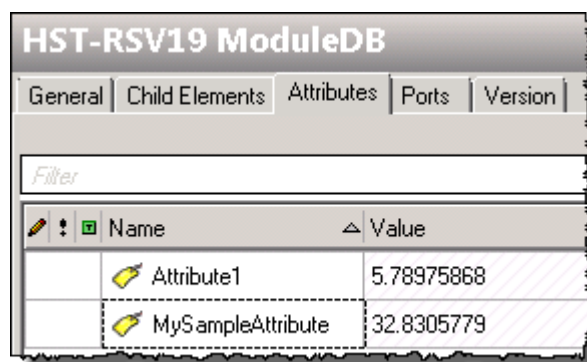 HST-RSV19 ModuleDB
General Child Elements Attributes Ports Version
Filter
Name Value
Attribute1 5.78975868
MySampleAttribute 32.8305779